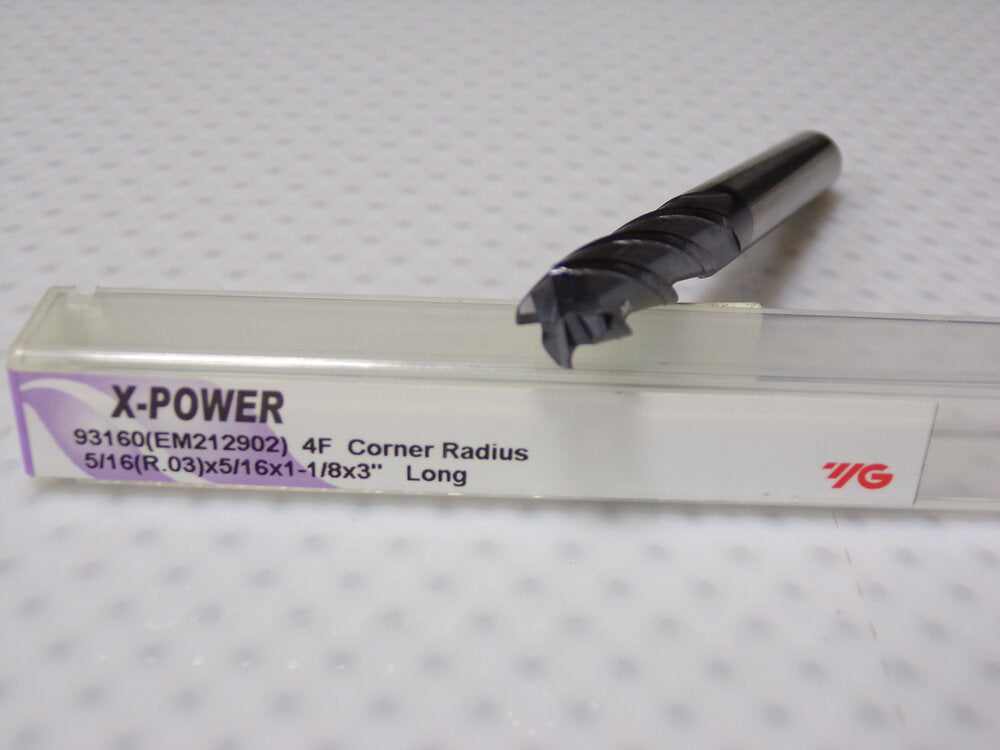 X-POWER
93160(EM212902) 4F Corner Radius
5/16(R.03)x5/16x1-1/8x3" Long
YG